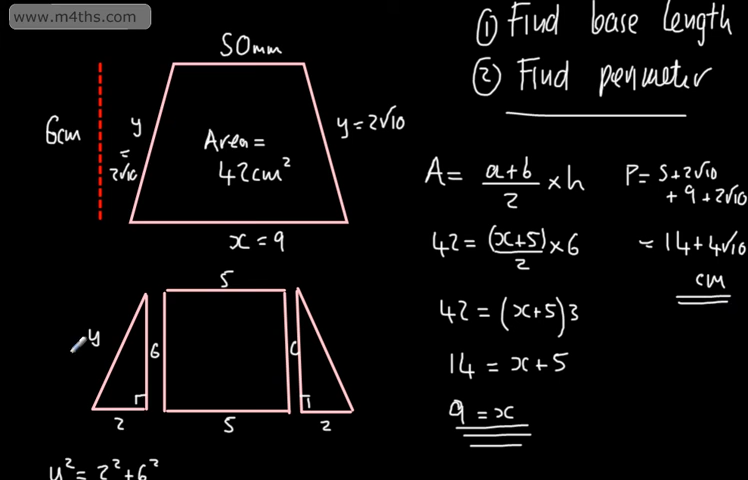 www.m4ths.com
① Find base length
② Find perimeter
50mm
6cm
y
=
2√10
Area =
42cm²
y = 2√10
x = 9
A = (a+b)/2 × h
42 = (x+5)/2 × 6
42 = (x+5)3
14 = x+5
9 = x
P = 5+2√10
+ 9 + 2√10
= 14 + 4√10
cm
5
y
6
6
2
5
2
y² = 2² + 6²